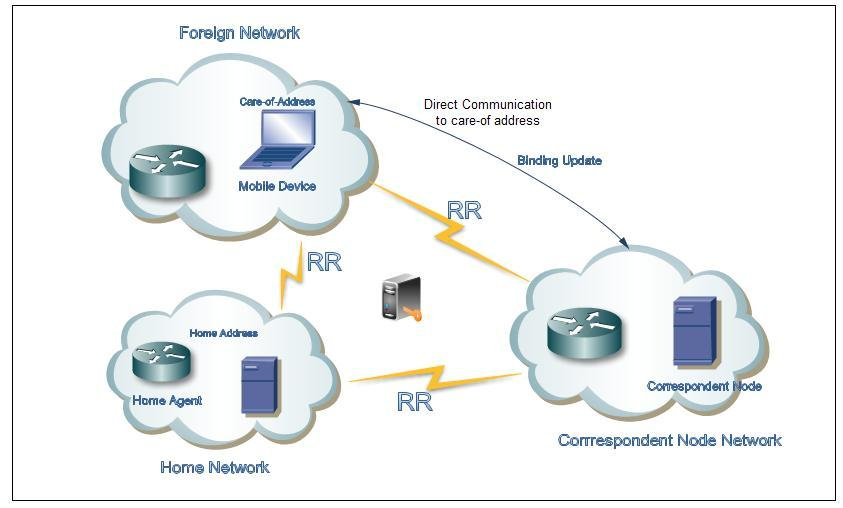 Foreign Network
Care-of-Address
Mobile Device
Direct Communication
to care-of address
Binding Update
RR
RR
Home Address
Home Agent
RR
Home Network
Correspondent Node
Corrrespondent Node Network